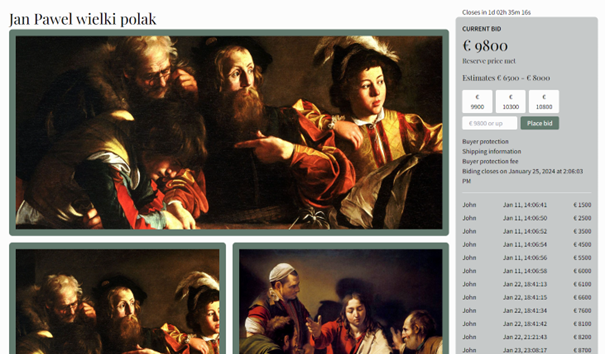 Jan Pawel wielki polak
Closes in 1d 02h 35m 16s
CURRENT BID
€ 9800
Reserve price met
Estimates € 6500 - € 8000
€ 9900
€ 10300
€ 10800
€ 9800 or up
Place bid
Buyer protection
Shipping information
Buyer protection fee
Biding closes on January 25, 2024 at 2:06:03
PM
John Jan 11, 14:06:41 € 1500
John Jan 11, 14:06:50 € 2500
John Jan 11, 14:06:52 € 3500
John Jan 11, 14:06:54 € 4500
John Jan 11, 14:06:56 € 5500
John Jan 11, 14:06:58 € 6000
John Jan 22, 18:41:13 € 6100
John Jan 22, 18:41:15 € 6600
John Jan 22, 18:41:34 € 7600
John Jan 22, 18:41:42 € 8100
John Jan 22, 21:21:43 € 8200
John Jan 23, 23:08:17 € 8700